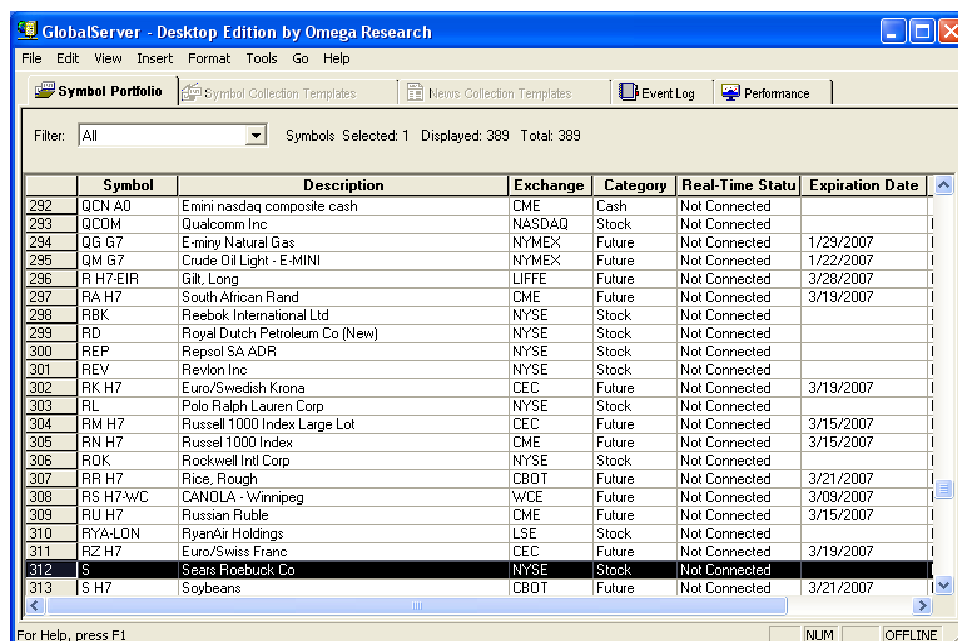 GlobalServer - Desktop Edition by Omega Research
File Edit View Insert Format Tools Go Help
Symbol Portfolio Symbol Collection Templates News Collection Templates Event Log Performance
Filter: All Symbols Selected: 1 Displayed: 389 Total: 389
Symbol Description Exchange Category Real-Time Statu Expiration Date
292 QCN A0 Emini nasdaq composite cash CME Cash Not Connected
293 QCOM Qualcomm Inc NASDAQ Stock Not Connected
294 QG G7 E-miny Natural Gas NYMEX Future Not Connected 1/29/2007
295 QM G7 Crude Oil Light - E-MINI NYMEX Future Not Connected 1/22/2007
296 R H7-EIR Gilt, Long LIFFE Future Not Connected 3/28/2007
297 RA H7 South African Rand CME Future Not Connected 3/19/2007
298 RBK Reebok International Ltd NYSE Stock Not Connected
299 RD Royal Dutch Petroleum Co (New) NYSE Stock Not Connected
300 REP Repsol SA ADR NYSE Stock Not Connected
301 REV Revlon Inc NYSE Stock Not Connected
302 RK H7 Euro/Swedish Krona CEC Future Not Connected 3/19/2007
303 RL Polo Ralph Lauren Corp NYSE Stock Not Connected
304 RM H7 Russell 1000 Index Large Lot CEC Future Not Connected 3/15/2007
305 RN H7 Russel 1000 Index CME Future Not Connected 3/15/2007
306 ROK Rockwell Intl Corp NYSE Stock Not Connected
307 RR H7 Rice, Rough CBOT Future Not Connected 3/21/2007
308 RS H7-WC CANOLA - Winnipeg WCE Future Not Connected 3/09/2007
309 RU H7 Russian Ruble CME Future Not Connected 3/15/2007
310 RYA-LON RyanAir Holdings LSE Stock Not Connected
311 RZ H7 Euro/Swiss Franc CEC Future Not Connected 3/19/2007
312 S Sears Roebuck Co NYSE Stock Not Connected
313 S H7 Soybeans CBOT Future Not Connected 3/21/2007
For Help, press F1 NUM OFFLINE